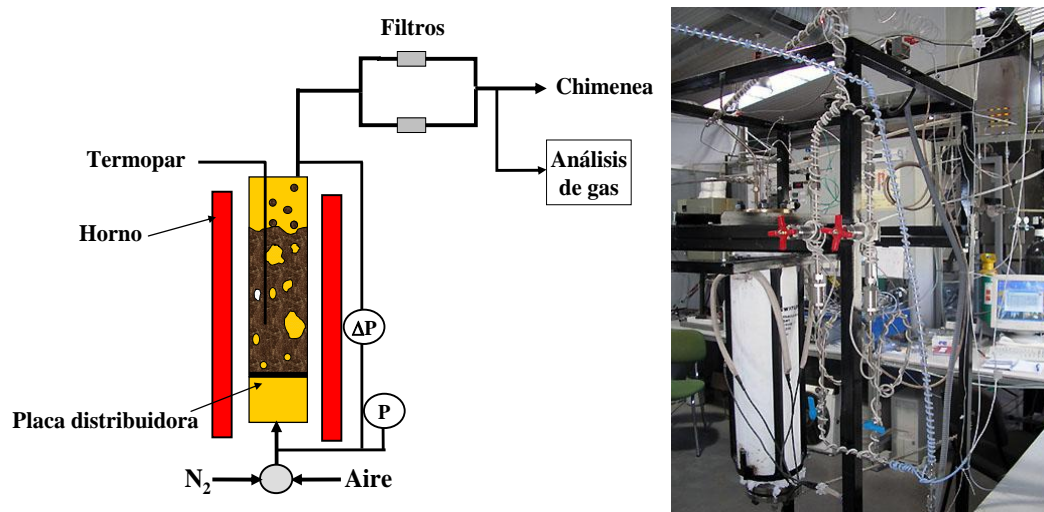 Filtros
Chimenea
Análisis
de gas
Termopar
Horno
ΔP
Placa distribuidora
P
N₂
Aire